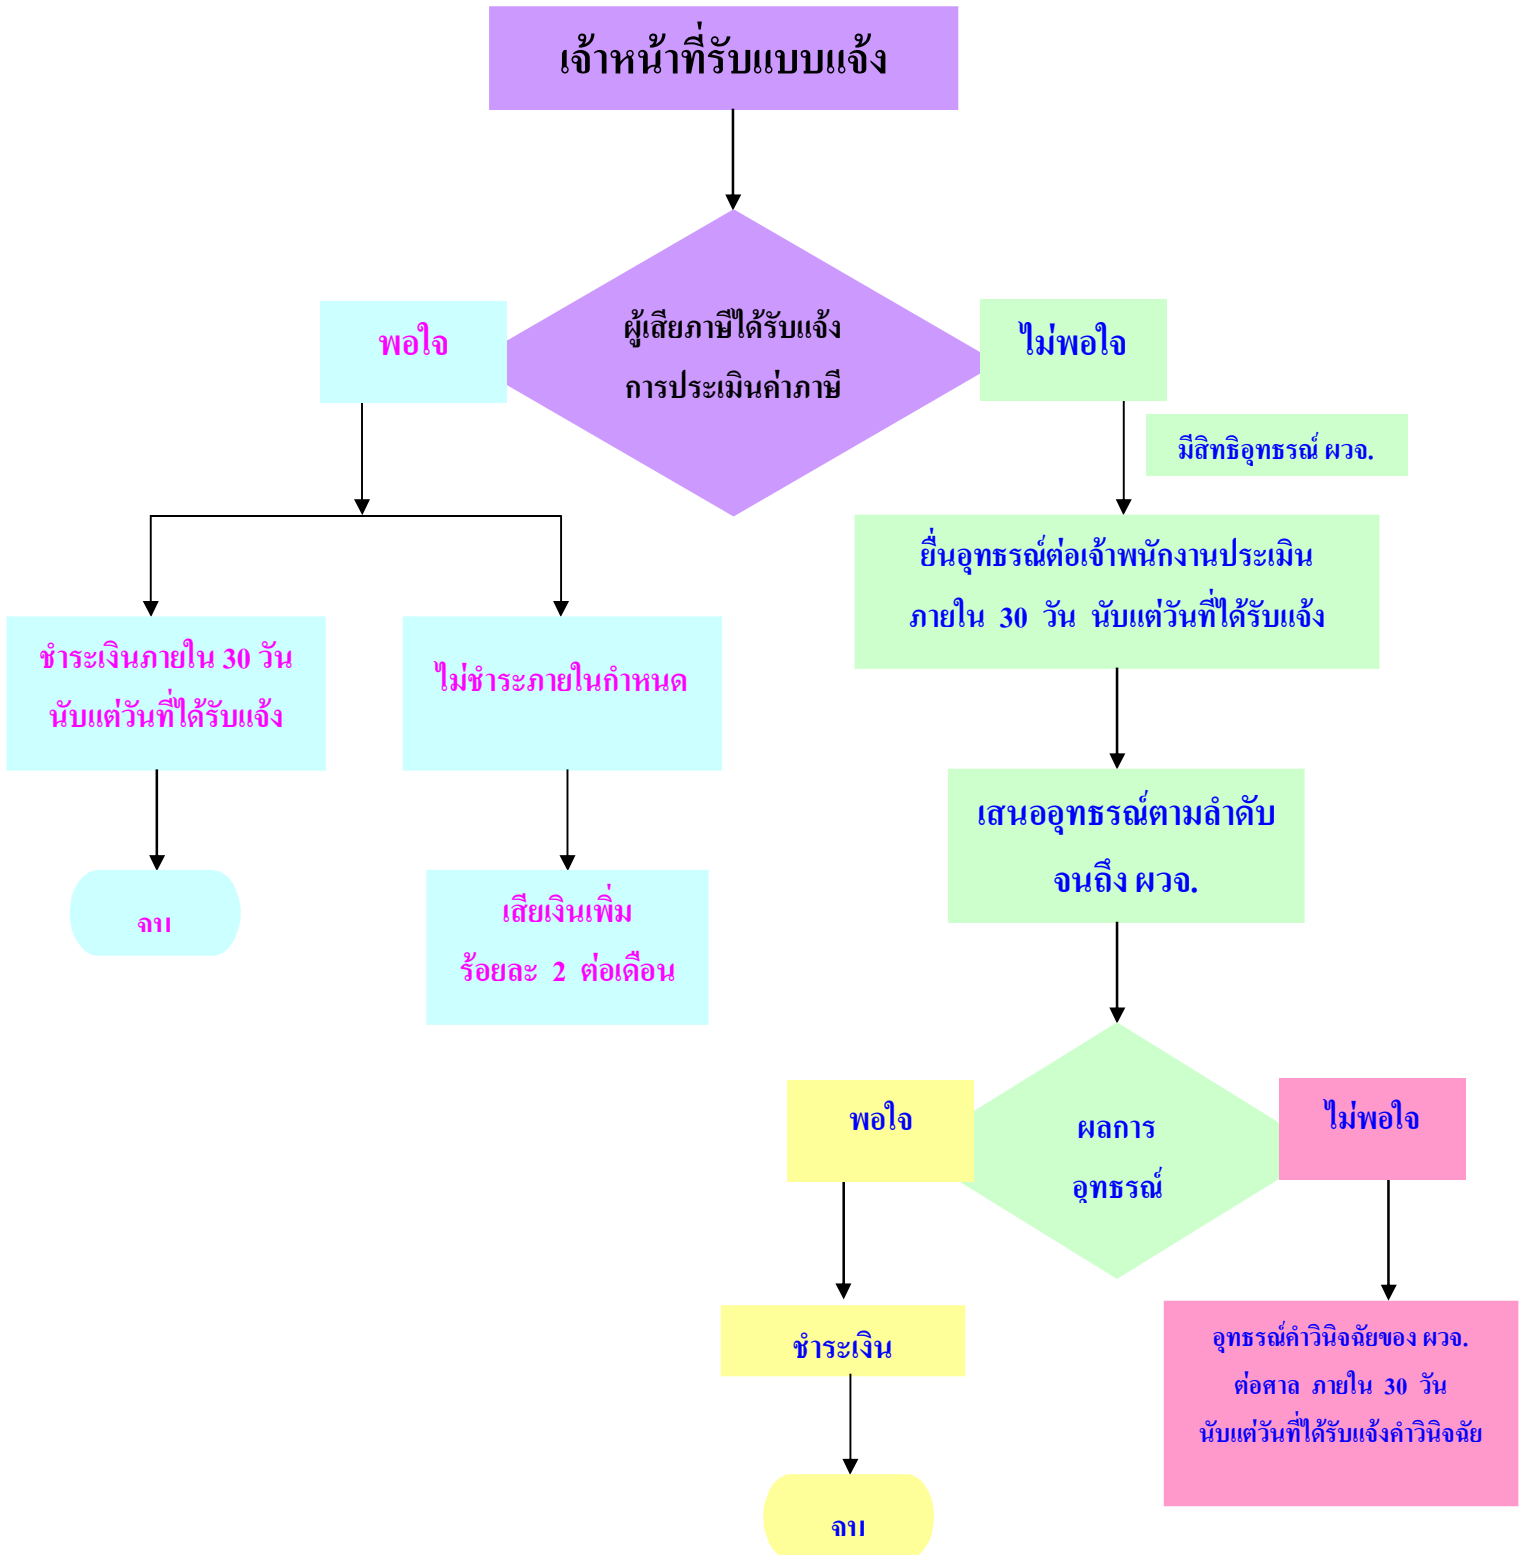 เจ้าหน้าที่รับแบบแจ้ง
ผู้เสียภาษีได้รับแจ้ง
การประเมินค่าภาษี
พอใจ
ไม่พอใจ
มีสิทธิอุทธรณ์ ผวจ.
ชำระเงินภายใน 30 วัน
นับแต่วันที่ได้รับแจ้ง
ไม่ชำระภายในกำหนด
ยื่นอุทธรณ์ต่อเจ้าพนักงานประเมิน
ภายใน 30 วัน นับแต่วันที่ได้รับแจ้ง
จบ
เสียเงินเพิ่ม
ร้อยละ 2 ต่อเดือน
เสนออุทธรณ์ตามลำดับ
จนถึง ผวจ.
ผลการ
อุทธรณ์
พอใจ
ไม่พอใจ
ชำระเงิน
จบ
อุทธรณ์คำวินิจฉัยของ ผวจ.
ต่อศาล ภายใน 30 วัน
นับแต่วันที่ได้รับแจ้งคำวินิจฉัย